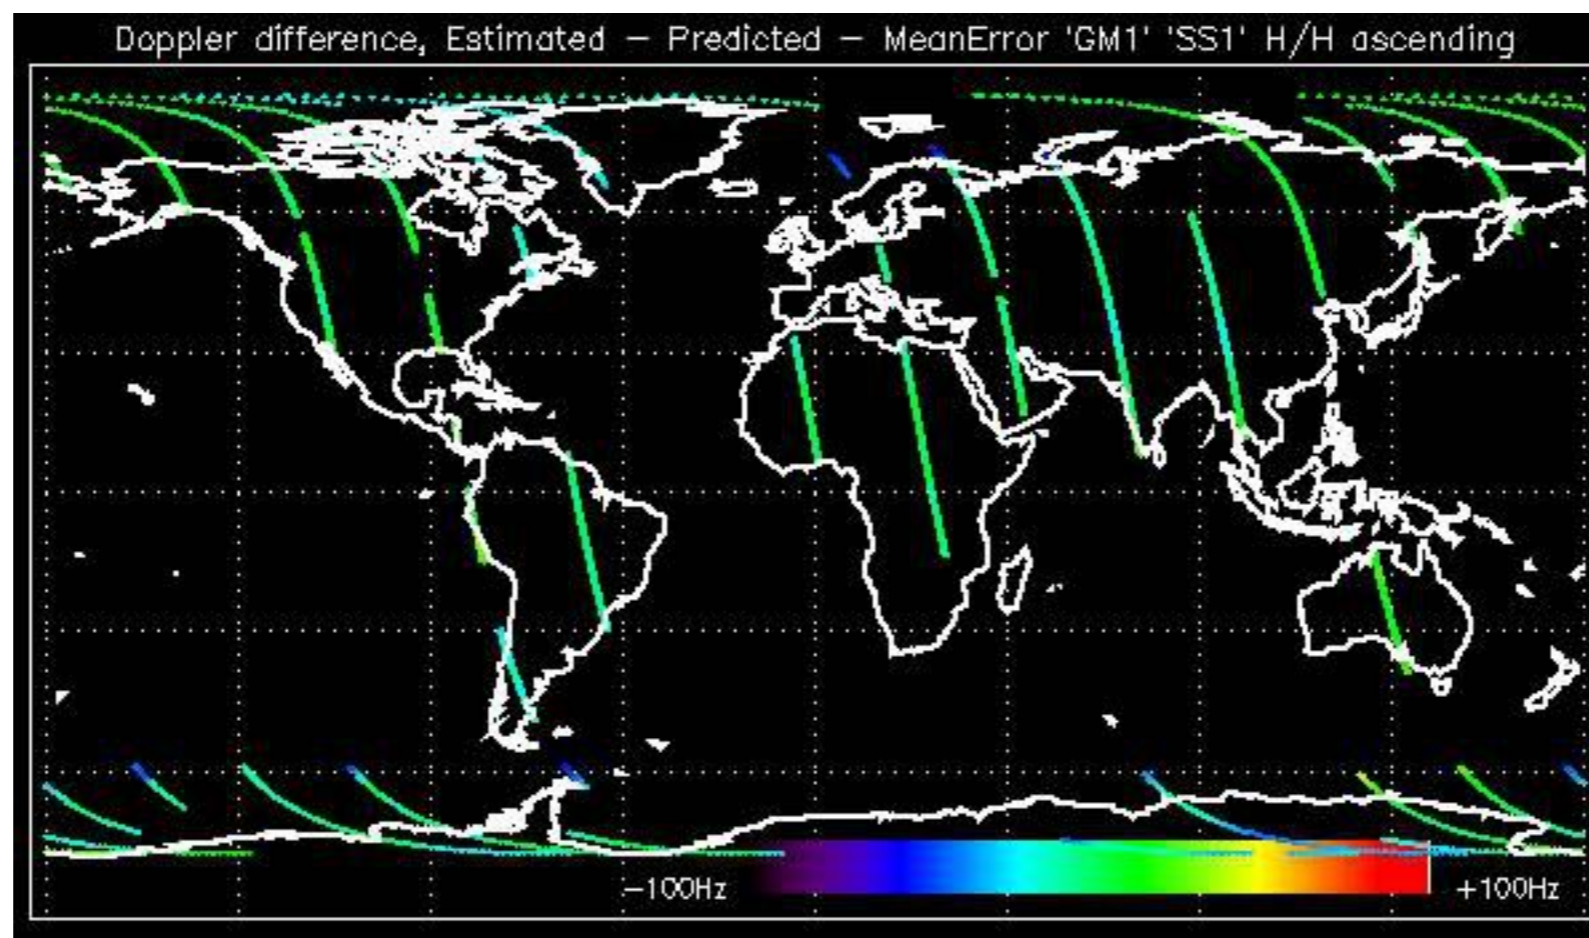 Doppler difference, Estimated − Predicted − MeanError 'GM1' 'SS1' H/H ascending
−100Hz
+100Hz